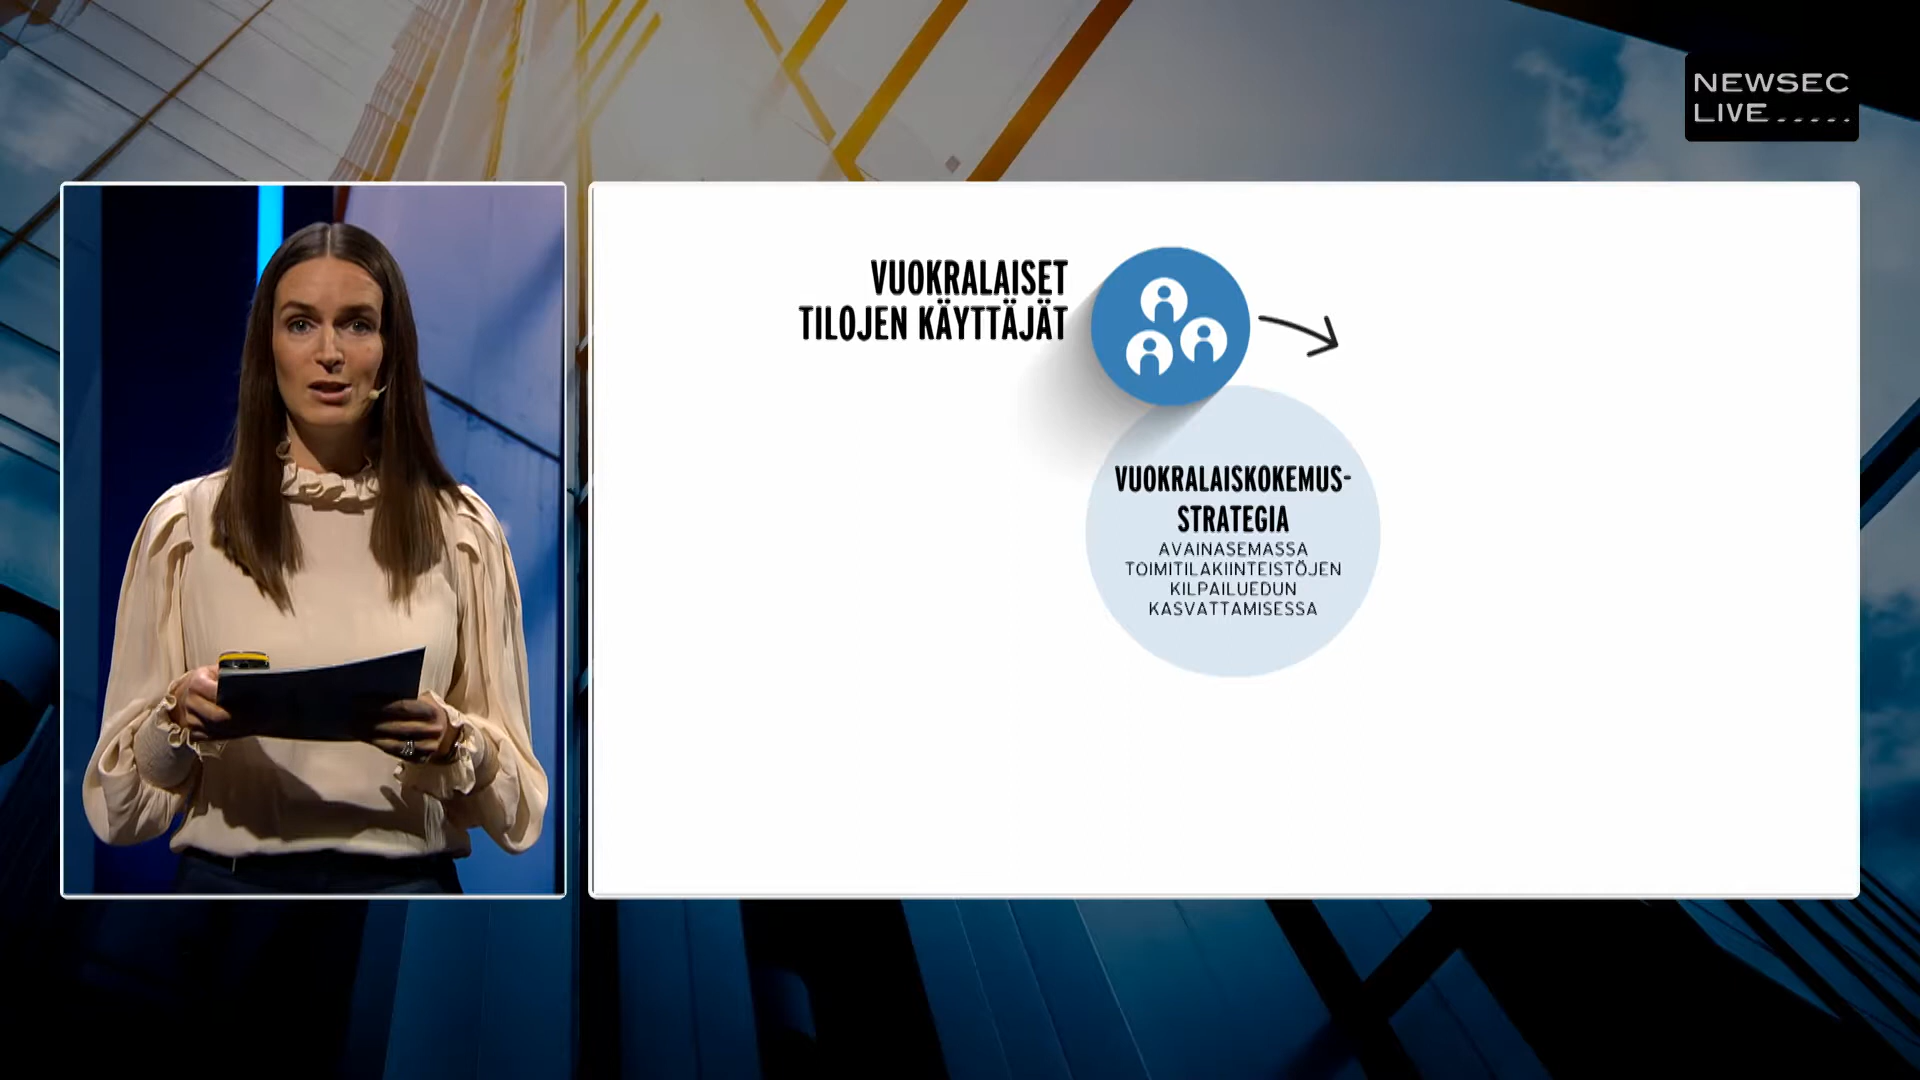 NEWSEC
LIVE.....
VUOKRALAISET
TILOJEN KÄYTTÄJÄT
VUOKRALAISKOKEMUS-
STRATEGIA
AVAINASEMASSA
TOIMITILAKIINTEISTÖJEN
KILPAILUEDUN
KASVATTAMISESSA